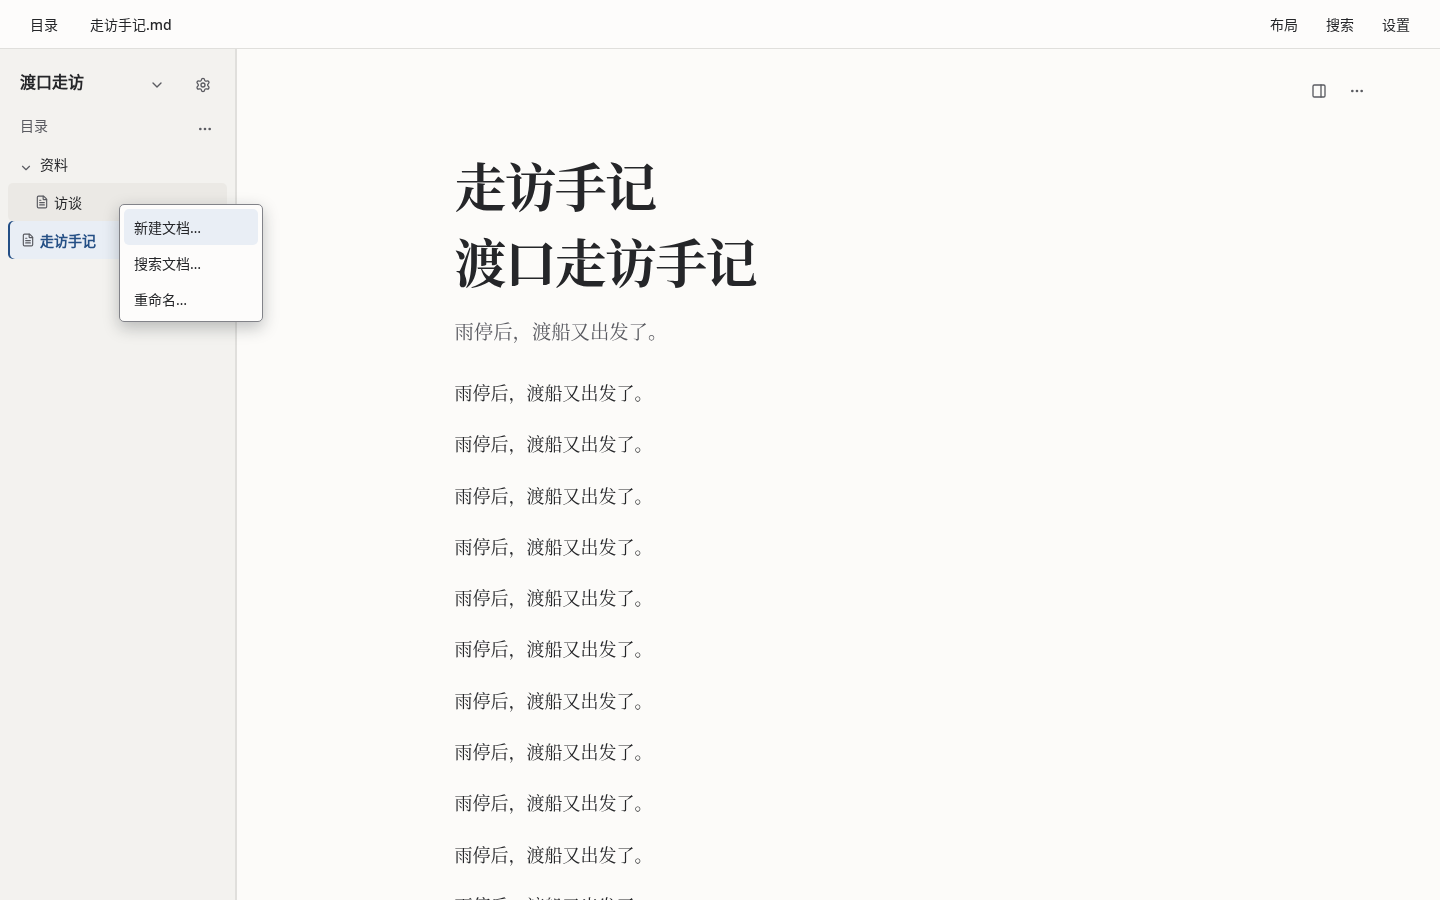 目录
走访手记.md
布局
搜索
设置
渡口走访
目录
资料
访谈
走访手记
新建文档...
搜索文档...
重命名...
走访手记
渡口走访手记
雨停后，渡船又出发了。
雨停后，渡船又出发了。
雨停后，渡船又出发了。
雨停后，渡船又出发了。
雨停后，渡船又出发了。
雨停后，渡船又出发了。
雨停后，渡船又出发了。
雨停后，渡船又出发了。
雨停后，渡船又出发了。
雨停后，渡船又出发了。
雨停后，渡船又出发了。